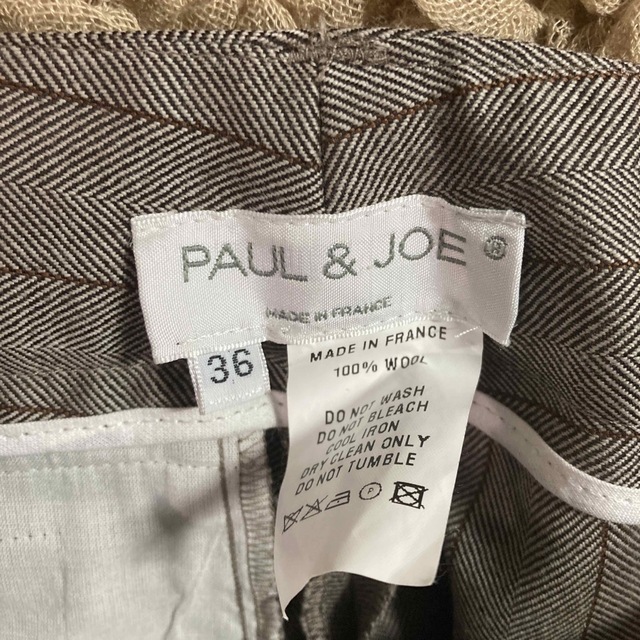 PAUL & JOE ®
MADE IN FRANCE
36
MADE IN FRANCE
100% WOOL
DO NOT WASH
DO NOT BLEACH
COOL IRON
DRY CLEAN ONLY
DO NOT TUMBLE
P